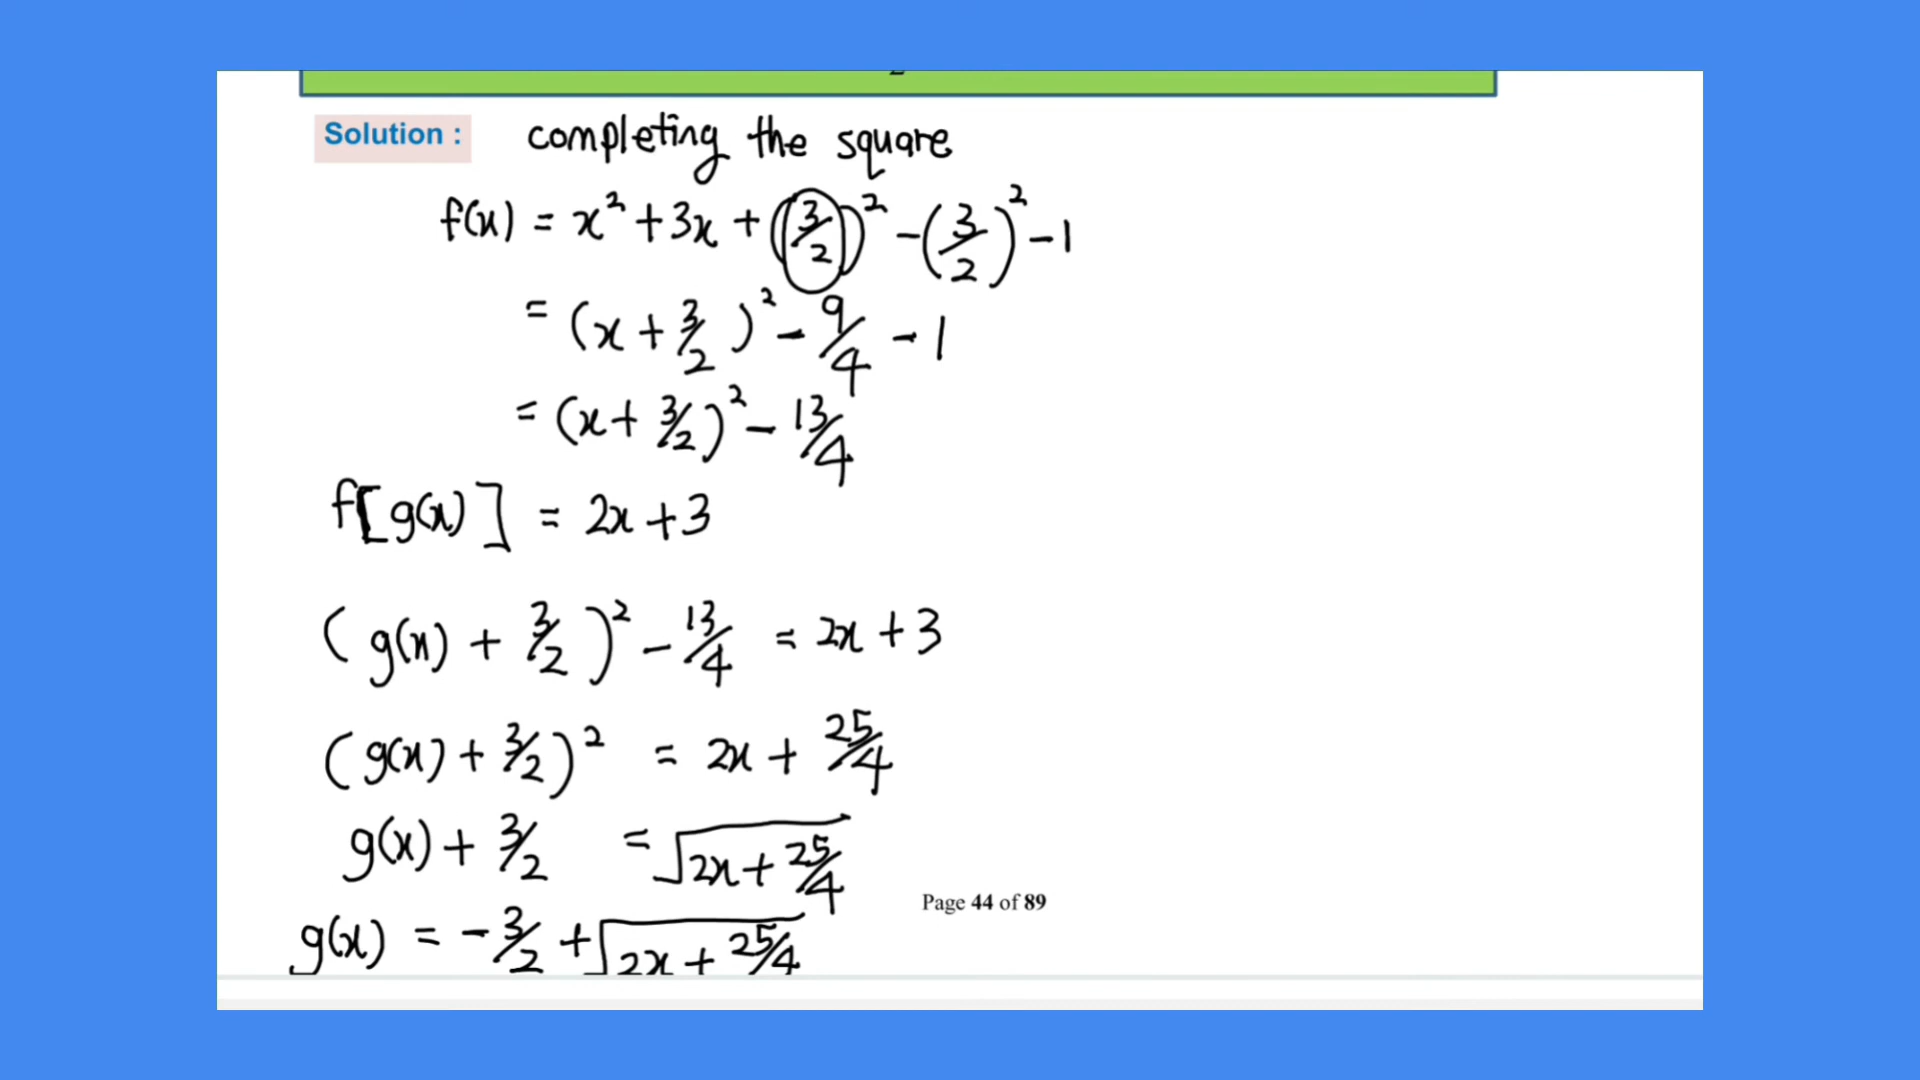 Solution : completing the square
f(x) = x² + 3x + (3/2)² - (3/2)² - 1
= (x + 3/2)² - 9/4 - 1
= (x + 3/2)² - 13/4
f[g(x)] = 2x + 3
(g(x) + 3/2)² - 13/4 = 2x + 3
(g(x) + 3/2)² = 2x + 25/4
g(x) + 3/2 = √(2x + 25/4)
Page 44 of 89
g(x) = - 3/2 + √(2x + 25/4)